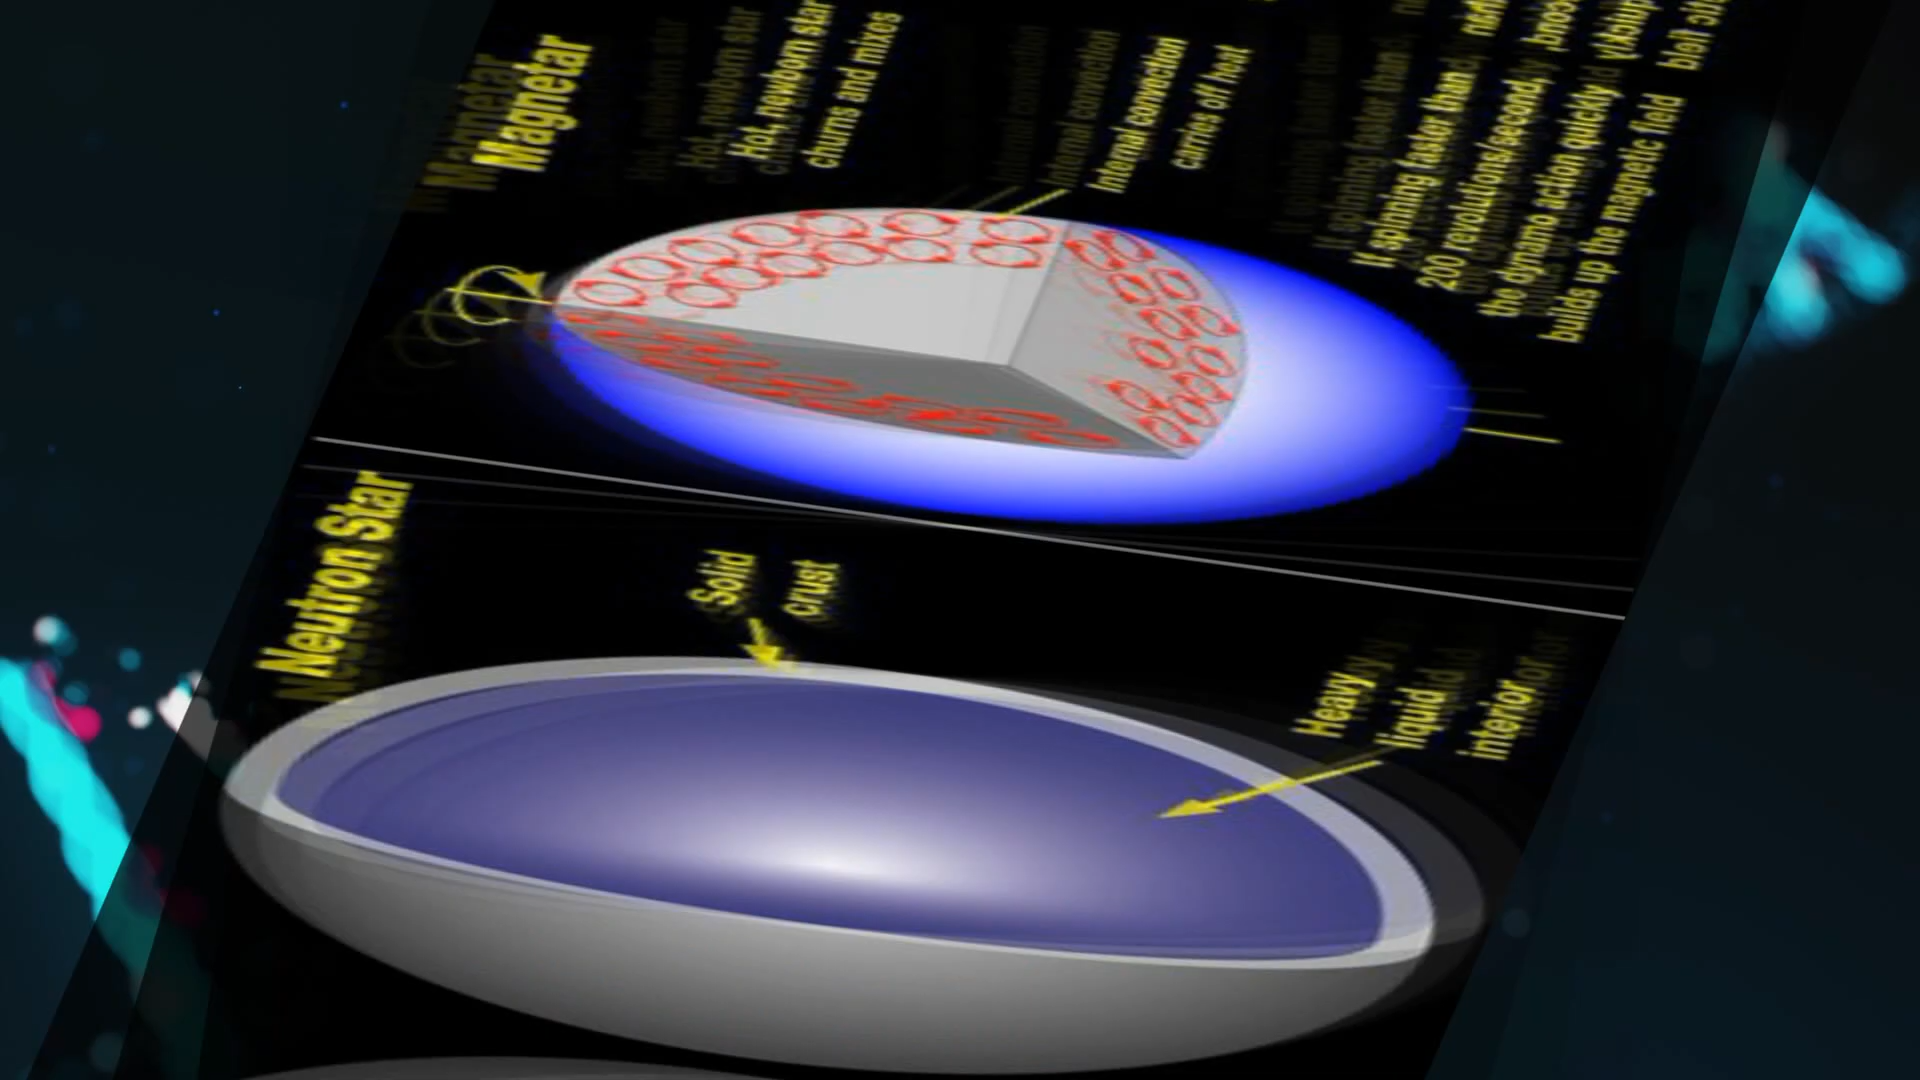 Magnetar
Hot, newborn star
churns and mixes
Internal convection
carries off heat
If spinning faster than
200 revolutions/second,
the dynamo action quickly
builds up the magnetic field
Neutron Star
Solid
crust
Heavy
liquid
interior